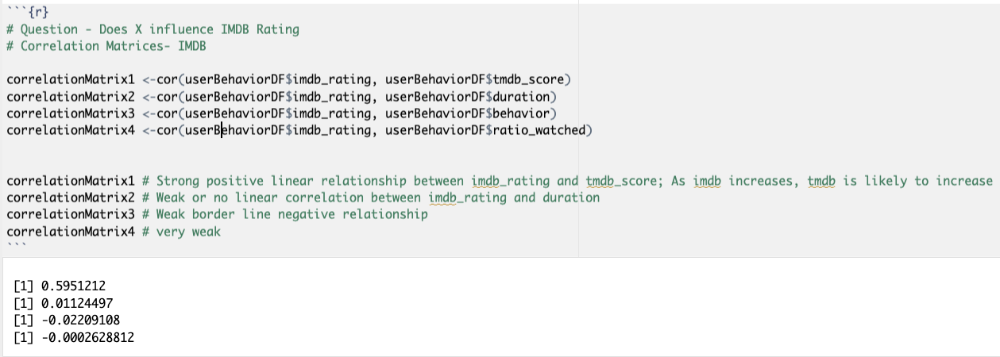 ```{r}
# Question - Does X influence IMDB Rating
# Correlation Matrices- IMDB
correlationMatrix1 <-cor(userBehaviorDF$imdb_rating, userBehaviorDF$tmdb_score)
correlationMatrix2 <-cor(userBehaviorDF$imdb_rating, userBehaviorDF$duration)
correlationMatrix3 <-cor(userBehaviorDF$imdb_rating, userBehaviorDF$behavior)
correlationMatrix4 <-cor(userBehaviorDF$imdb_rating, userBehaviorDF$ratio_watched)
correlationMatrix1 # Strong positive linear relationship between imdb_rating and tmdb_score; As imdb increases, tmdb is likely to increase
correlationMatrix2 # Weak or no linear correlation between imdb_rating and duration
correlationMatrix3 # Weak border line negative relationship
correlationMatrix4 # very weak
```
[1] 0.5951212
[1] 0.01124497
[1] -0.02209108
[1] -0.0002628812